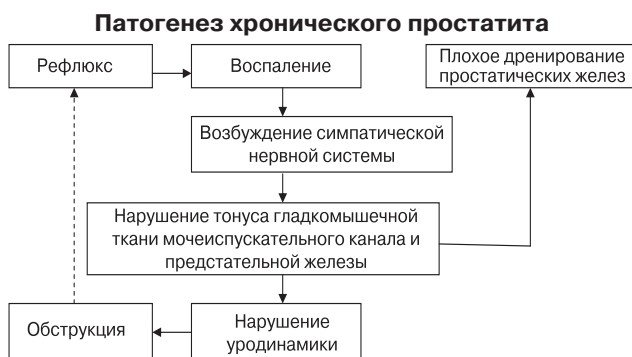 Патогенез хронического простатита
Рефлюкс
Воспаление
Плохое дренирование
простатических желез
Возбуждение симпатической
нервной системы
Нарушение тонуса гладкомышечной
ткани мочеиспускательного канала и
предстательной железы
Обструкция
Нарушение
уродинамики